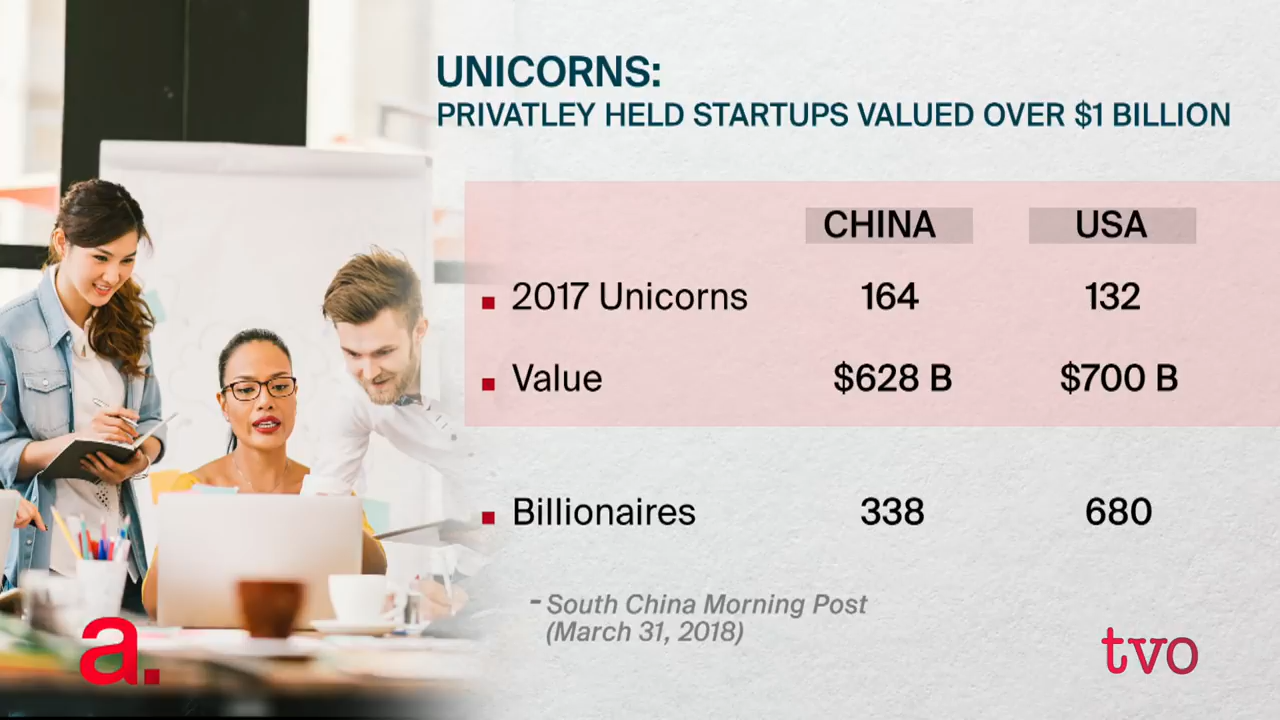 UNICORNS:
PRIVATLEY HELD STARTUPS VALUED OVER $1 BILLION
CHINA USA
▪ 2017 Unicorns 164 132
▪ Value $628 B $700 B
▪ Billionaires 338 680
- South China Morning Post
(March 31, 2018)
a.
tvo